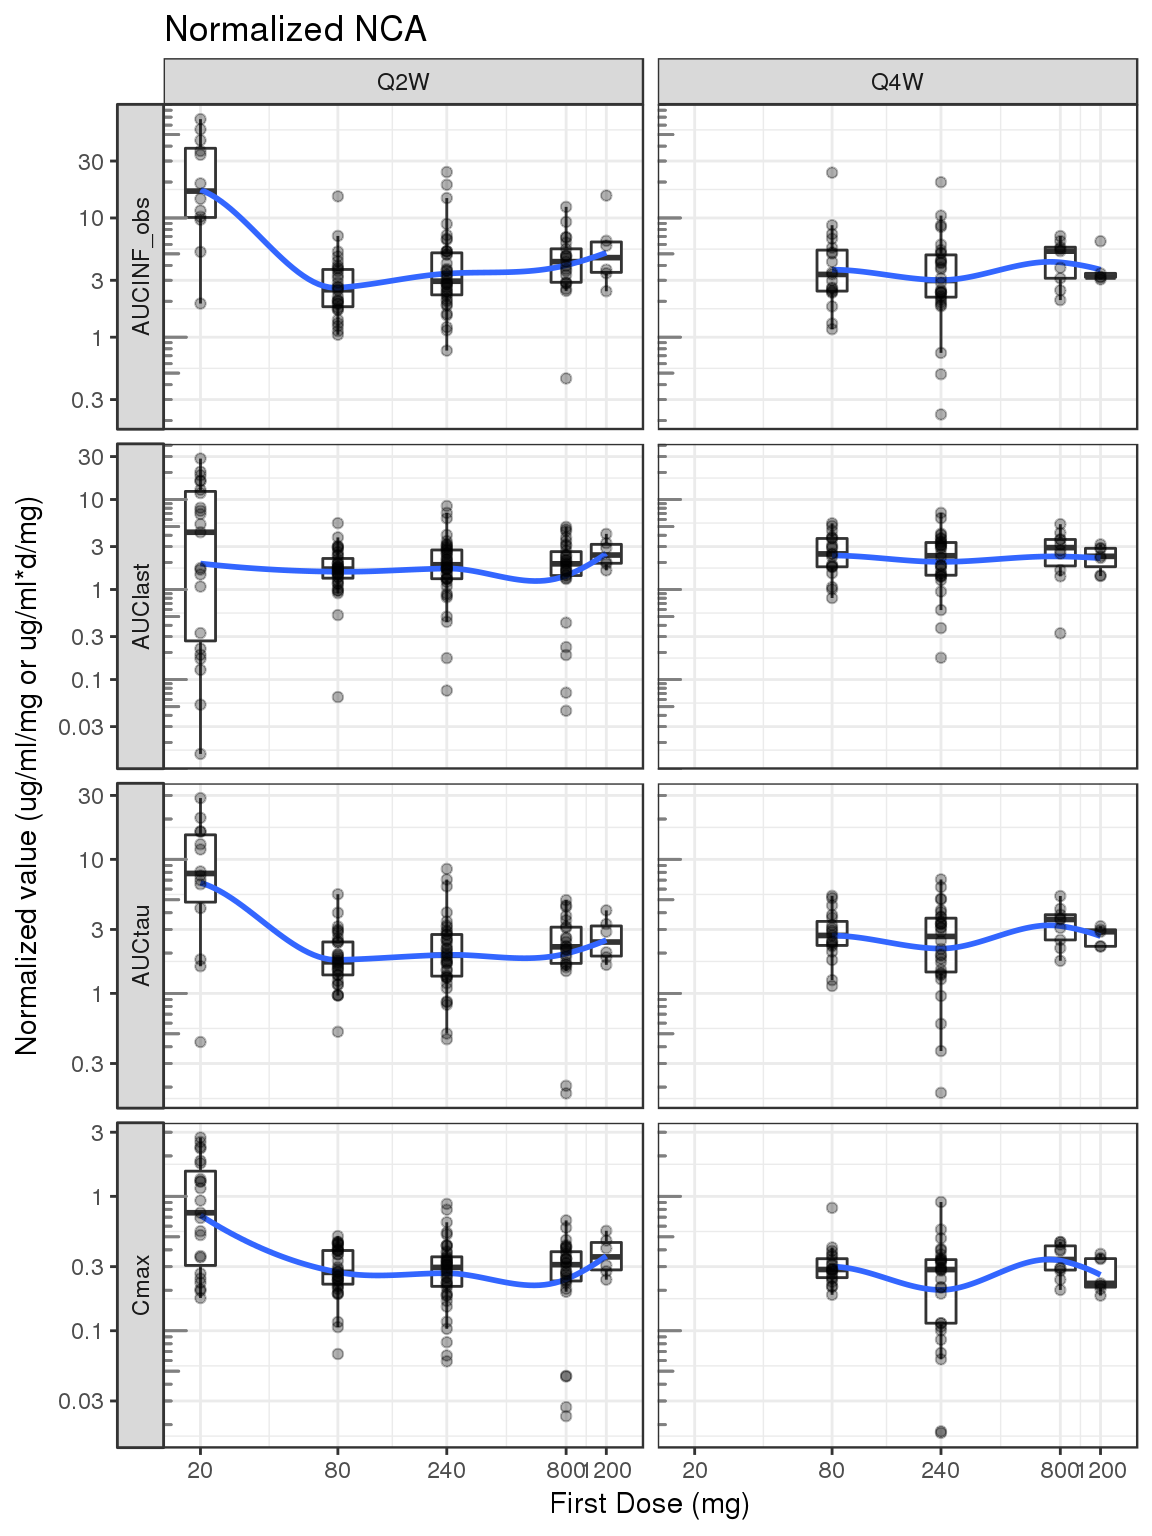 Normalized NCA
Q2W
Q4W
AUCINF_obs
30
10
3
1
0.3
AUClast
30
10
3
1
0.3
0.1
0.03
AUCtau
30
10
3
1
0.3
Cmax
3
1
0.3
0.1
0.03
Normalized value (ug/ml/mg or ug/ml*d/mg)
20 80 240 800 1200 20 80 240 800 1200
First Dose (mg)